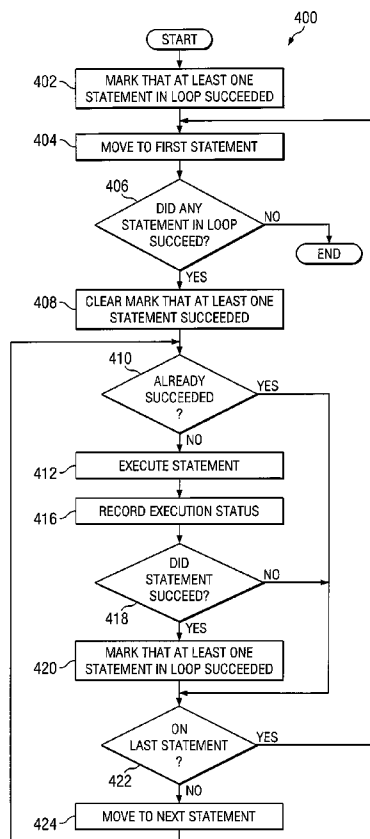 400
START
402
MARK THAT AT LEAST ONE
STATEMENT IN LOOP SUCCEEDED
404
MOVE TO FIRST STATEMENT
406
DID ANY
STATEMENT IN LOOP
SUCCEED?
NO
END
YES
408
CLEAR MARK THAT AT LEAST ONE
STATEMENT SUCCEEDED
410
ALREADY
SUCCEEDED
?
YES
NO
412
EXECUTE STATEMENT
416
RECORD EXECUTION STATUS
DID
STATEMENT
SUCCEED?
NO
418
YES
420
MARK THAT AT LEAST ONE
STATEMENT IN LOOP SUCCEEDED
ON
LAST STATEMENT
?
YES
422
NO
424
MOVE TO NEXT STATEMENT